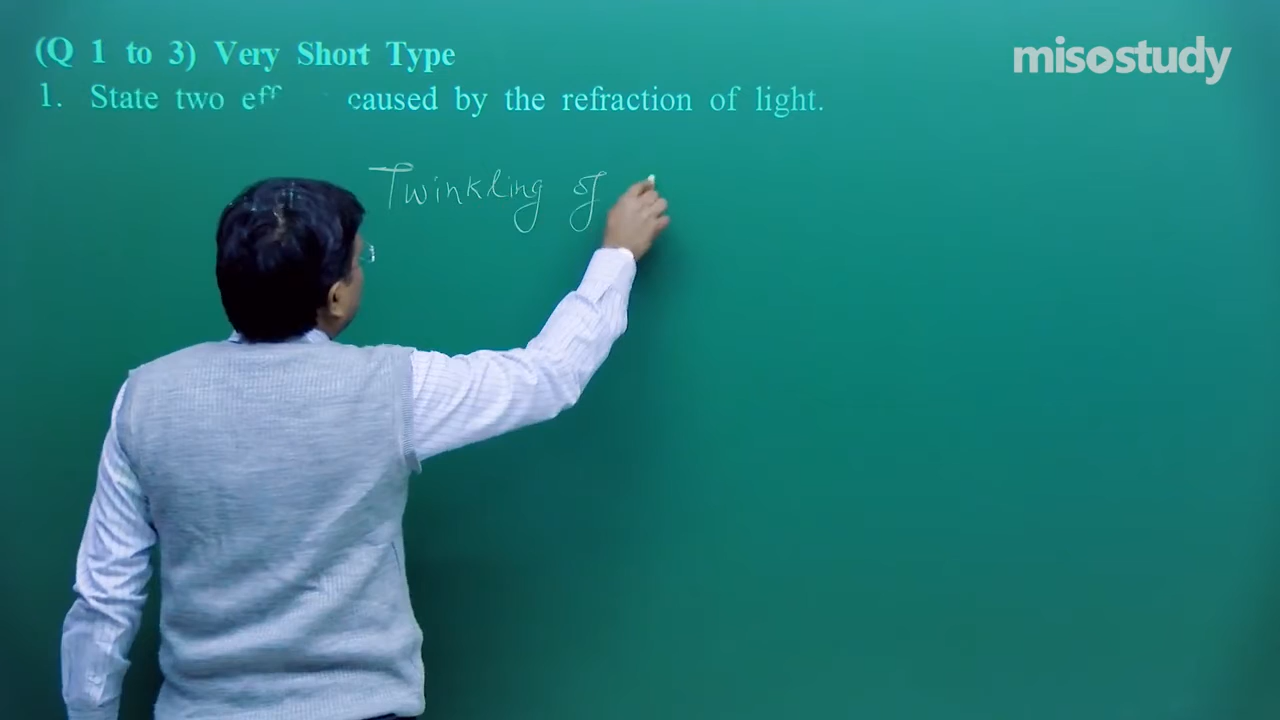 (Q 1 to 3) Very Short Type
misostudy
1. State two eff caused by the refraction of light.
Twinkling of